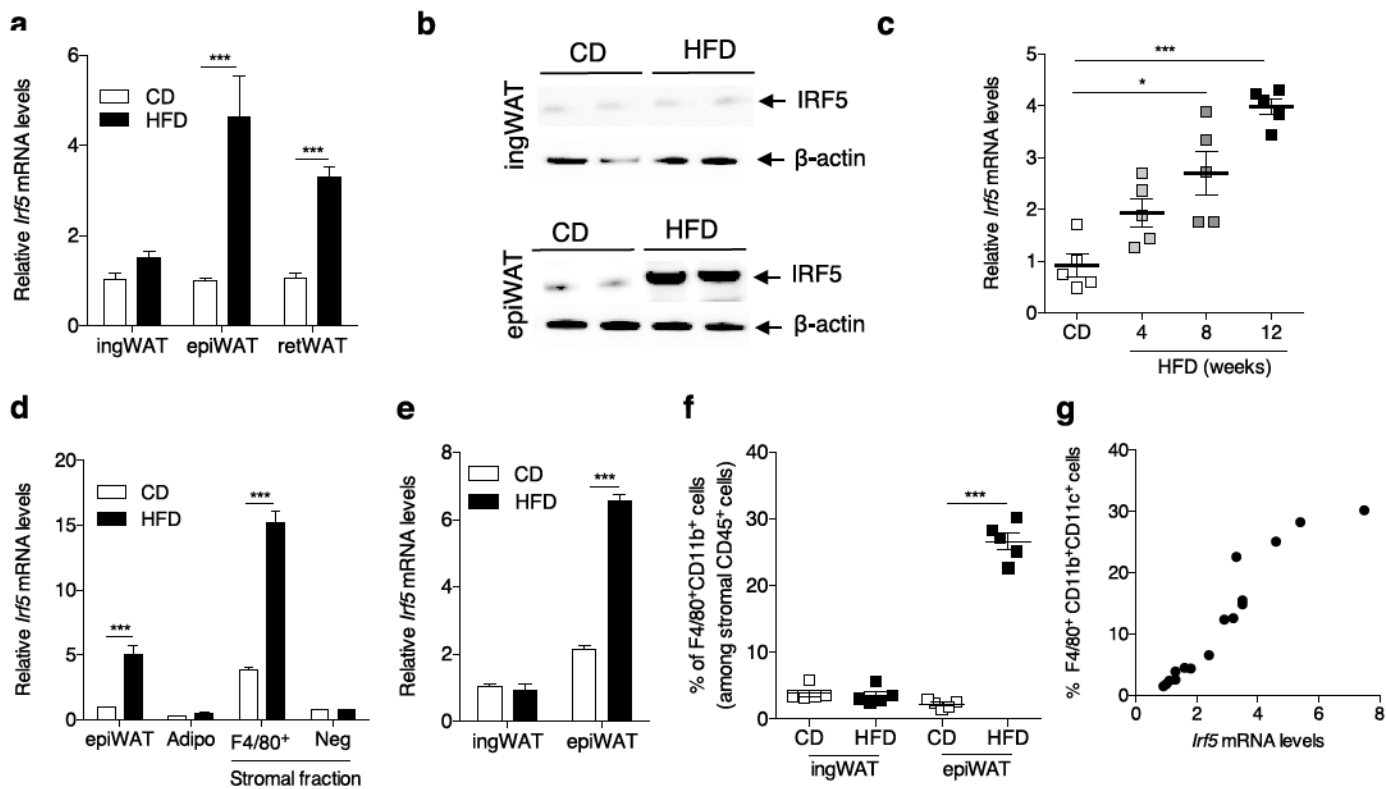 a
6
4
2
0
Relative Irf5 mRNA levels
CD
HFD
***
***
ingWAT epiWAT retWAT
b
CD HFD
ingWAT
IRF5
β-actin
CD HFD
epiWAT
IRF5
β-actin
c
5
4
3
2
1
0
Relative Irf5 mRNA levels
***
*
CD 4 8 12
HFD (weeks)
d
20
15
10
5
0
Relative Irf5 mRNA levels
CD
HFD
***
***
epiWAT Adipo F4/80⁺ Neg
Stromal fraction
e
8
6
4
2
0
Relative Irf5 mRNA levels
CD
HFD
***
ingWAT epiWAT
f
40
30
20
10
0
% of F4/80⁺CD11b⁺ cells
(among stromal CD45⁺ cells)
***
CD HFD CD HFD
ingWAT epiWAT
g
40
30
20
10
0
% F4/80⁺ CD11b⁺CD11c⁺ cells
0 2 4 6 8
Irf5 mRNA levels